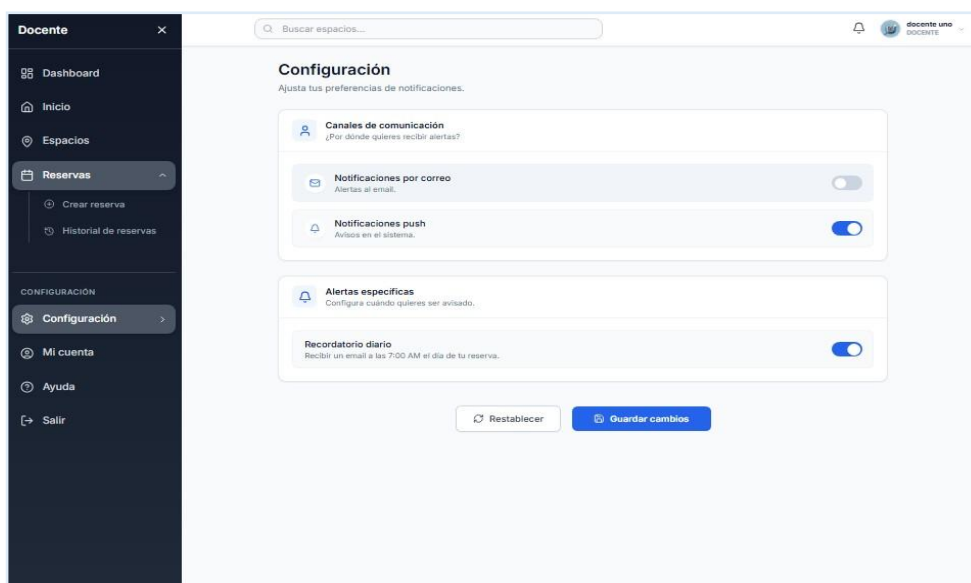 Docente
Dashboard
Inicio
Espacios
Reservas
Crear reserva
Historial de reservas
CONFIGURACIÓN
Configuración
Mi cuenta
Ayuda
Salir
Buscar espacios...
docente uno
DOCENTE
Configuración
Ajusta tus preferencias de notificaciones.
Canales de comunicación
¿Por dónde quieres recibir alertas?
Notificaciones por correo
Alertas al email.
Notificaciones push
Avisos en el sistema.
Alertas específicas
Configura cuándo quieres ser avisado.
Recordatorio diario
Recibir un email a las 7:00 AM el día de tu reserva.
Restablecer
Guardar cambios